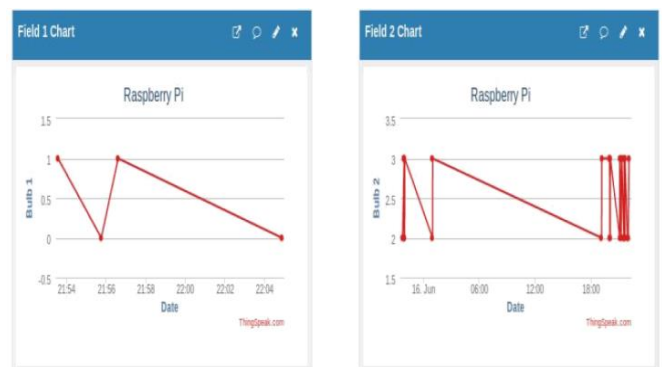 Field 1 Chart
Raspberry Pi
1.5
1
0.5
0
-0.5
Bulb 1
21:54 21:56 21:58 22:00 22:02 22:04
Date
ThingSpeak.com
Field 2 Chart
Raspberry Pi
3.5
3
2.5
2
1.5
Bulb 2
16. Jun 06:00 12:00 18:00
Date
ThingSpeak.com